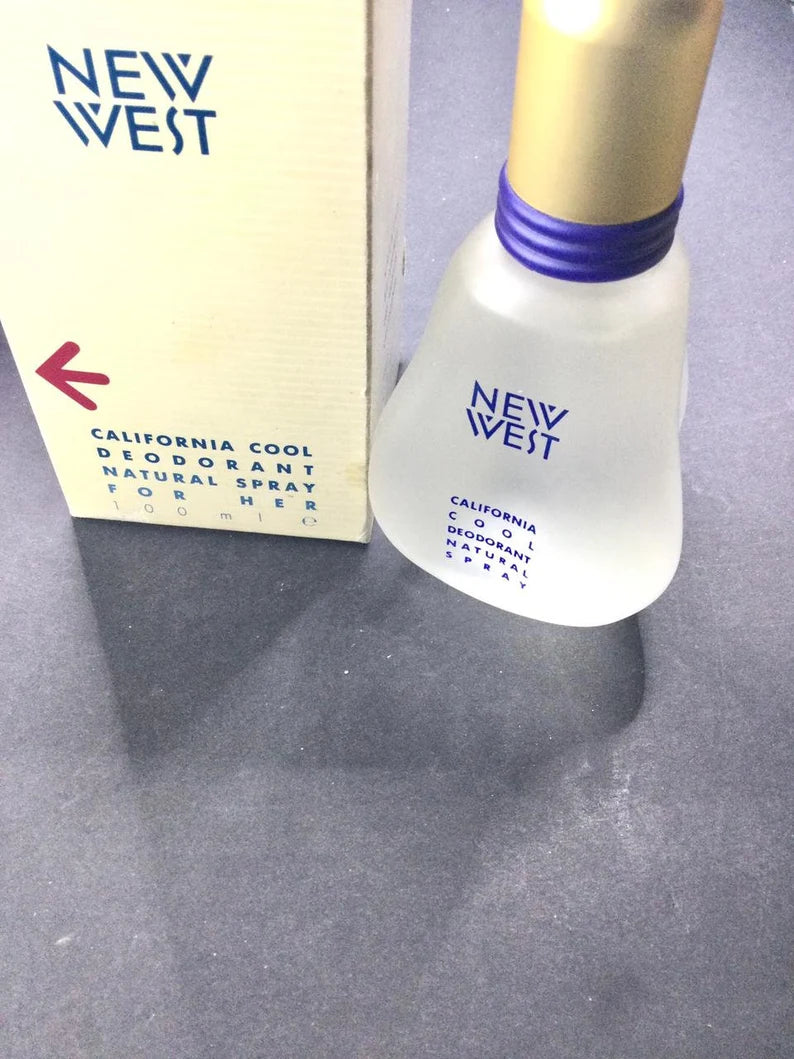 NEW
WEST
CALIFORNIA COOL
DEODORANT
NATURAL SPRAY
FOR HER
100 ml e
NEW
WEST
CALIFORNIA
COOL
DEODORANT
NATURAL
SPRAY